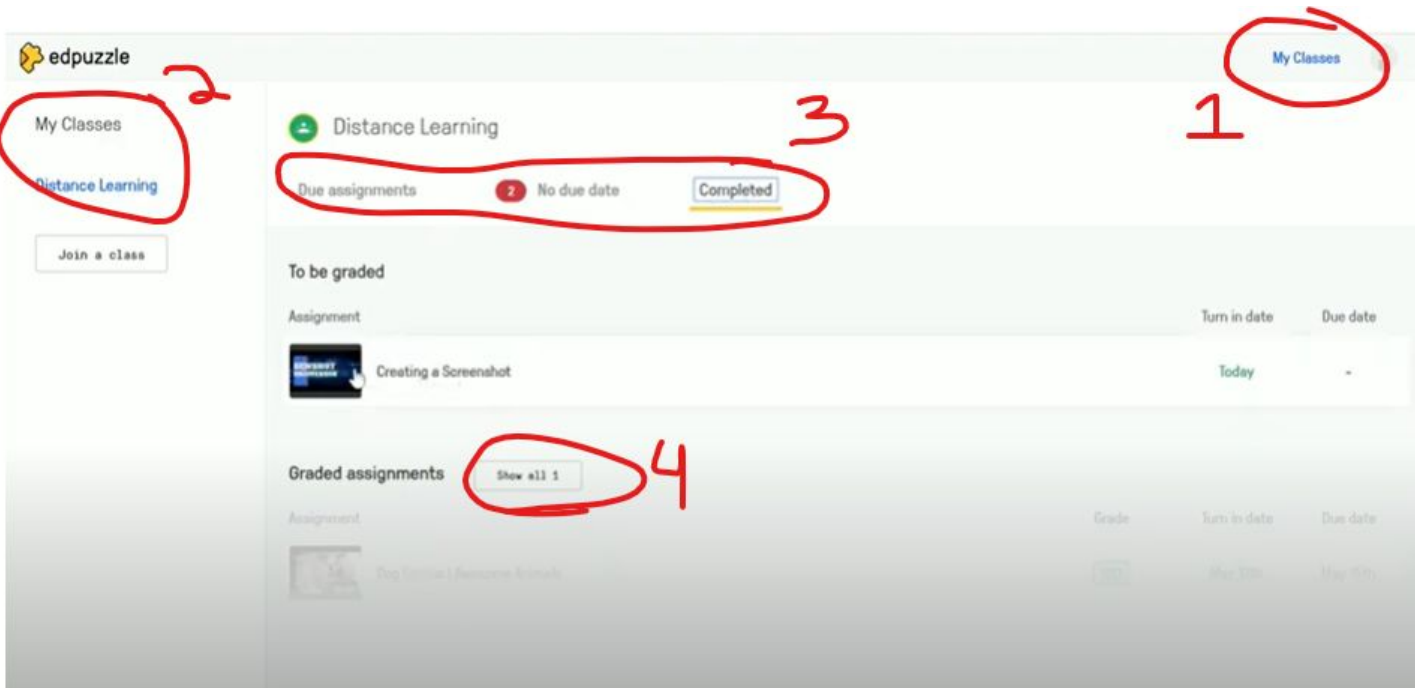 edpuzzle
My Classes
1
2
My Classes
Distance Learning
Join a class
Distance Learning
3
Due assignments 2 No due date Completed
To be graded
Assignment Turn in date Due date
Creating a Screenshot Today -
Graded assignments Show all 1
4
Assignment Grade Turn in date Due date
Awesome Animals